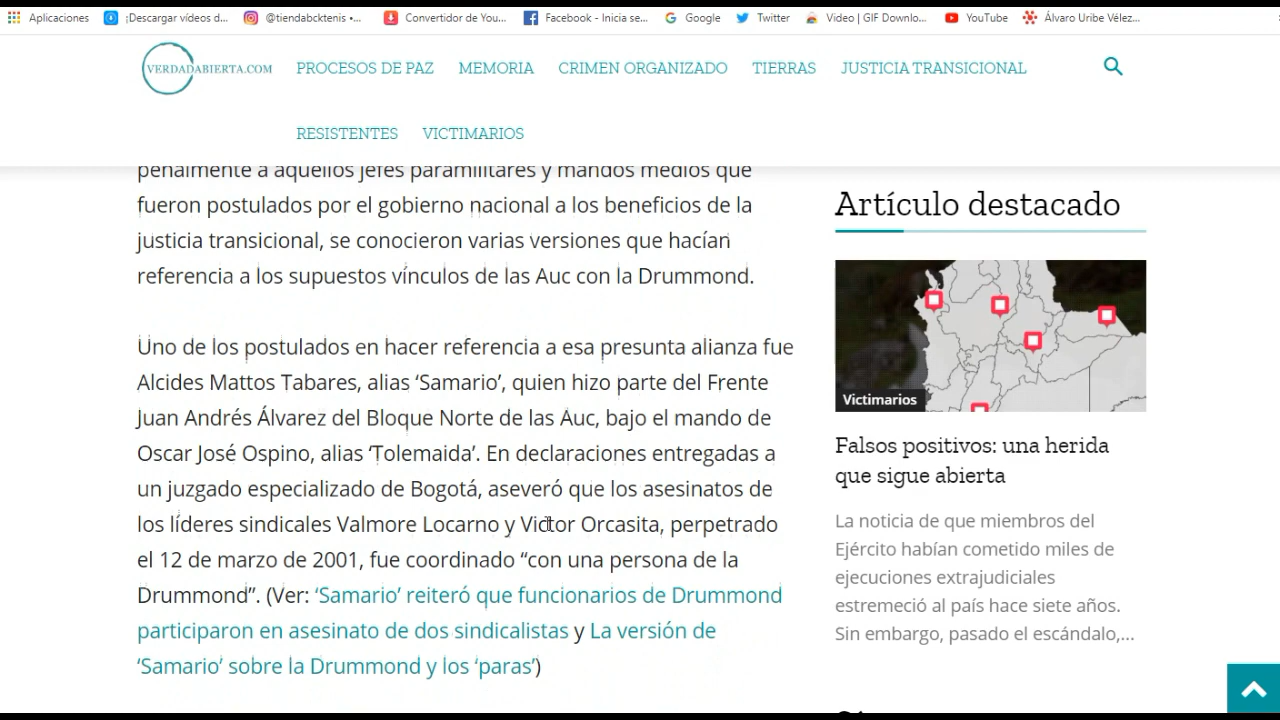 Aplicaciones
¡Descargar vídeos d...
@tiendabcktenis •...
Convertidor de You...
Facebook - Inicia se...
Google
Twitter
Video | GIF Downlo...
YouTube
Álvaro Uribe Vélez...
VERDADABIERTA.COM
PROCESOS DE PAZ
MEMORIA
CRIMEN ORGANIZADO
TIERRAS
JUSTICIA TRANSICIONAL
RESISTENTES
VICTIMARIOS
penalmente a aquellos jefes paramilitares y mandos medios que
fueron postulados por el gobierno nacional a los beneficios de la
justicia transicional, se conocieron varias versiones que hacían
referencia a los supuestos vínculos de las Auc con la Drummond.
Uno de los postulados en hacer referencia a esa presunta alianza fue
Alcides Mattos Tabares, alias ‘Samario’, quien hizo parte del Frente
Juan Andrés Álvarez del Bloque Norte de las Auc, bajo el mando de
Oscar José Ospino, alias ‘Tolemaida’. En declaraciones entregadas a
un juzgado especializado de Bogotá, aseveró que los asesinatos de
los líderes sindicales Valmore Locarno y Victor Orcasita, perpetrado
el 12 de marzo de 2001, fue coordinado “con una persona de la
Drummond”. (Ver: ‘Samario’ reiteró que funcionarios de Drummond
participaron en asesinato de dos sindicalistas y La versión de
‘Samario’ sobre la Drummond y los ‘paras’)
Artículo destacado
Victimarios
Falsos positivos: una herida
que sigue abierta
La noticia de que miembros del
Ejército habían cometido miles de
ejecuciones extrajudiciales
estremeció al país hace siete años.
Sin embargo, pasado el escándalo,...